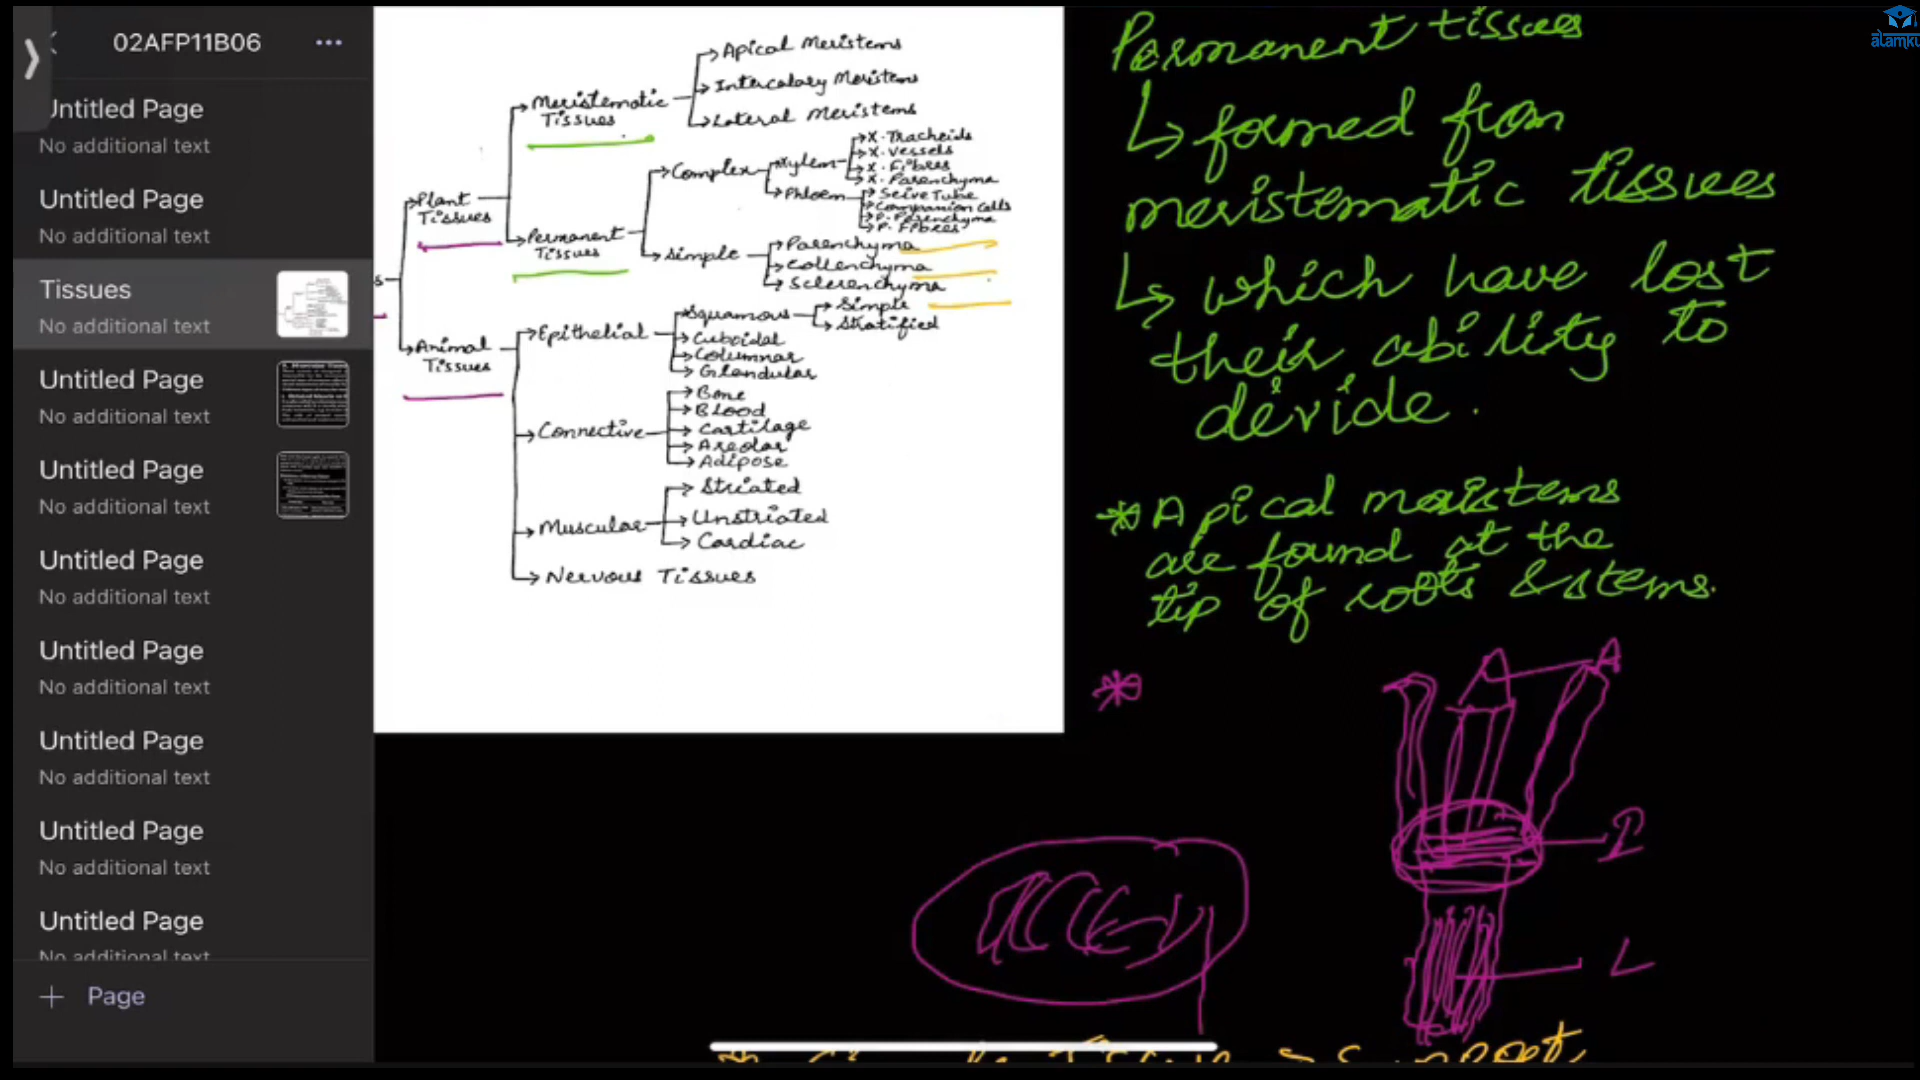 02AFP11B06
Untitled Page
No additional text
Untitled Page
No additional text
Tissues
No additional text
Untitled Page
No additional text
Untitled Page
No additional text
Untitled Page
No additional text
Untitled Page
No additional text
Untitled Page
No additional text
Untitled Page
No additional text
Untitled Page
No additional text
+ Page
Plant
Tissues
Meristematic
Tissues
Apical Meristems
Intercalary Meristems
Lateral Meristems
Permanent
Tissues
Complex
Xylem
X. Tracheids
X. Vessels
X. Fibres
X. Parenchyma
Phloem
Seive Tube
Companion Cells
P. Parenchyma
P. Fibres
Simple
Parenchyma
Collenchyma
Sclerenchyma
Animal
Tissues
Epithelial
Squamous
Simple
Stratified
Cuboidal
Columnar
Glandular
Connective
Bone
Blood
Cartilage
Areolar
Adipose
Muscular
Striated
Unstriated
Cardiac
Nervous Tissues
Permanent tissues
formed from
meristematic tissues
which have lost
their ability to
divide.
* Apical meristems
are found at the
tip of roots & stems.
*
A
I
L